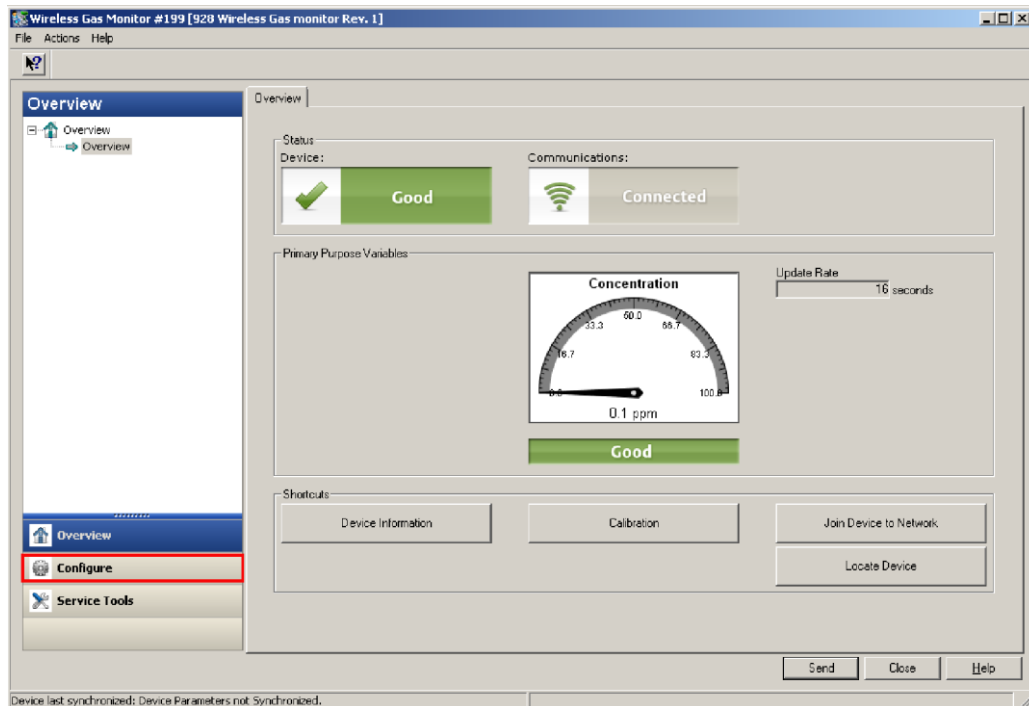 Wireless Gas Monitor #199 [928 Wireless Gas monitor Rev. 1]
File Actions Help
Overview
Overview
Overview
Overview
Status
Device:
Communications:
Good
Connected
Primary Purpose Variables
Concentration
0.0
16.7
33.3
50.0
66.7
83.3
100.0
0.1 ppm
Good
Update Rate
16 seconds
Shortcuts
Device Information
Calibration
Join Device to Network
Locate Device
Overview
Configure
Service Tools
Send
Close
Help
Device last synchronized: Device Parameters not Synchronized.